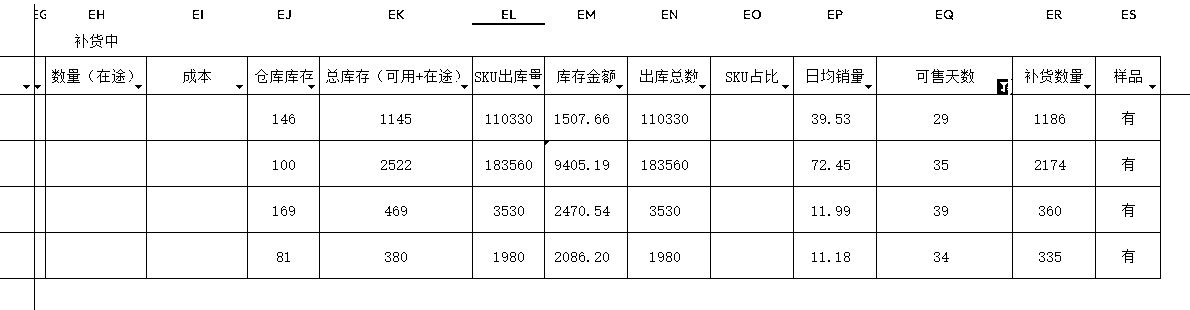 EG EH EI EJ EK EL EM EN EO EP EQ ER ES
补货中
数量（在途） 成本 仓库库存 总库存（可用+在途） SKU出库量 库存金额 出库总数 SKU占比 日均销量 可售天数 补货数量 样品
146 1145 110330 1507.66 110330 39.53 29 1186 有
100 2522 183560 9405.19 183560 72.45 35 2174 有
169 469 3530 2470.54 3530 11.99 39 360 有
81 380 1980 2086.20 1980 11.18 34 335 有